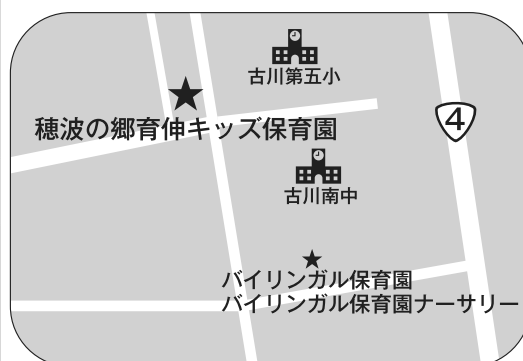 古川第五小
穂波の郷育伸キッズ保育園
4
古川南中
バイリンガル保育園
バイリンガル保育園ナーサリー